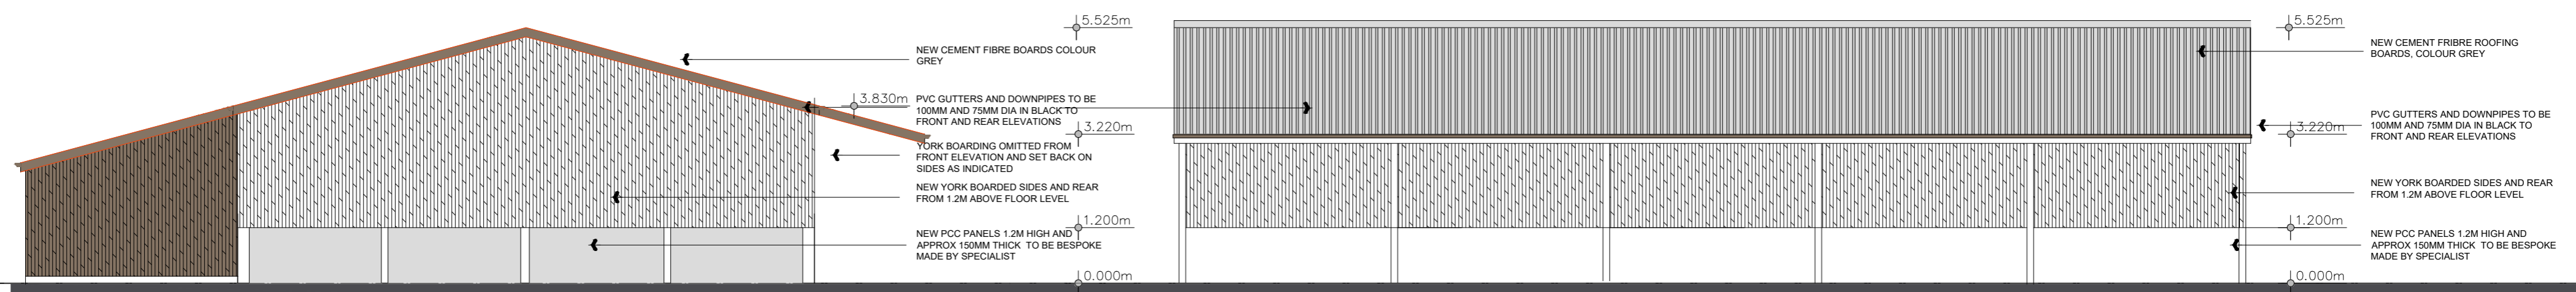 5.525m
NEW CEMENT FIBRE BOARDS COLOUR
GREY
3.830m
PVC GUTTERS AND DOWNPIPES TO BE
100MM AND 75MM DIA IN BLACK TO
FRONT AND REAR ELEVATIONS
3.220m
YORK BOARDING OMITTED FROM
FRONT ELEVATION AND SET BACK ON
SIDES AS INDICATED
NEW YORK BOARDED SIDES AND REAR
FROM 1.2M ABOVE FLOOR LEVEL
1.200m
NEW PCC PANELS 1.2M HIGH AND
APPROX 150MM THICK TO BE BESPOKE
MADE BY SPECIALIST
0.000m
5.525m
NEW CEMENT FRIBRE ROOFING
BOARDS, COLOUR GREY
PVC GUTTERS AND DOWNPIPES TO BE
100MM AND 75MM DIA IN BLACK TO
FRONT AND REAR ELEVATIONS
3.220m
NEW YORK BOARDED SIDES AND REAR
FROM 1.2M ABOVE FLOOR LEVEL
1.200m
NEW PCC PANELS 1.2M HIGH AND
APPROX 150MM THICK TO BE BESPOKE
MADE BY SPECIALIST
0.000m